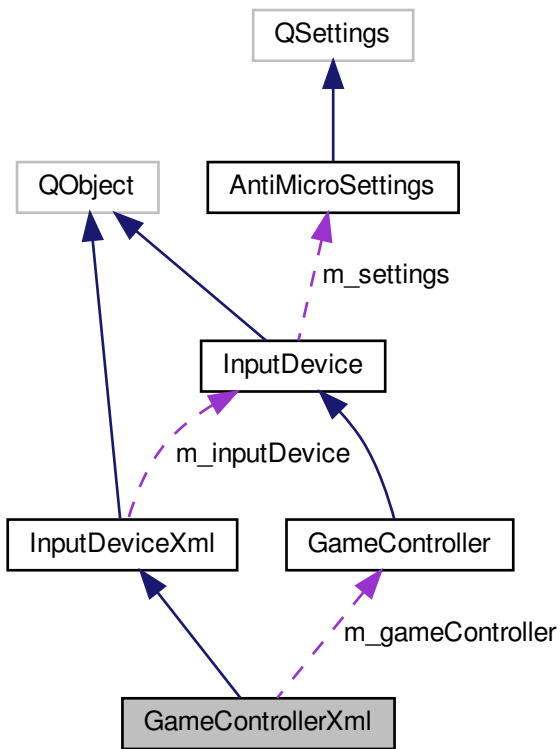 QSettings
QObject
AntiMicroSettings
m_settings
InputDevice
m_inputDevice
InputDeviceXml
GameController
m_gameController
GameControllerXml